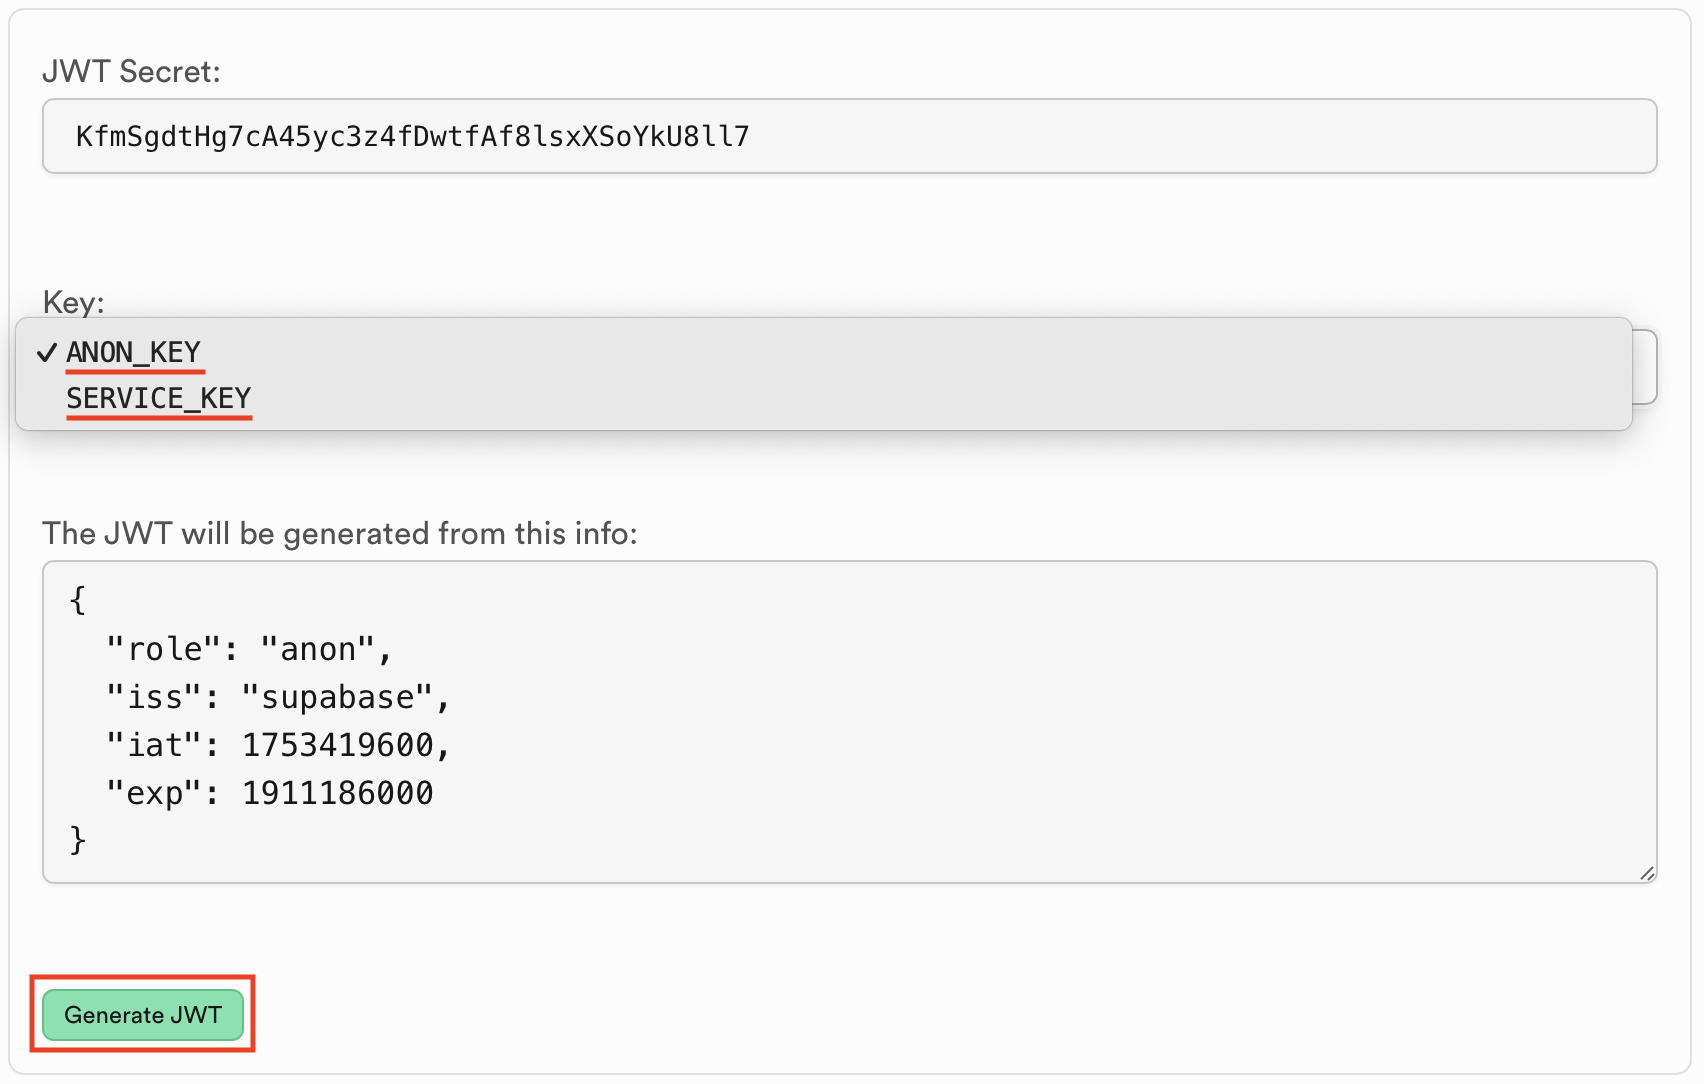 JWT Secret:
KfmSgdtHg7cA45yc3z4fDwtfAf8lsxXSoYkU8ll7
Key:
✓ ANON_KEY
SERVICE_KEY
The JWT will be generated from this info:
{
  "role": "anon",
  "iss": "supabase",
  "iat": 1753419600,
  "exp": 1911186000
}
Generate JWT